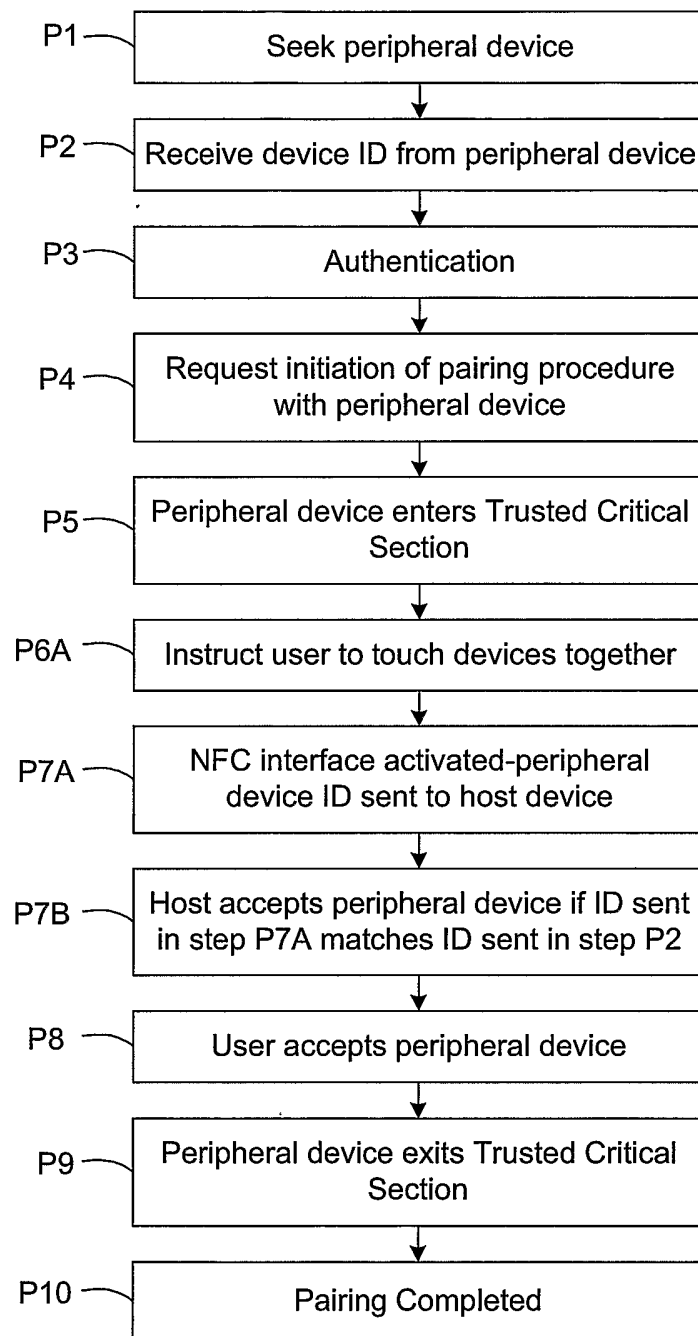 P1
Seek peripheral device
P2
Receive device ID from peripheral device
P3
Authentication
P4
Request initiation of pairing procedure
with peripheral device
P5
Peripheral device enters Trusted Critical
Section
P6A
Instruct user to touch devices together
P7A
NFC interface activated-peripheral
device ID sent to host device
P7B
Host accepts peripheral device if ID sent
in step P7A matches ID sent in step P2
P8
User accepts peripheral device
P9
Peripheral device exits Trusted Critical
Section
P10
Pairing Completed